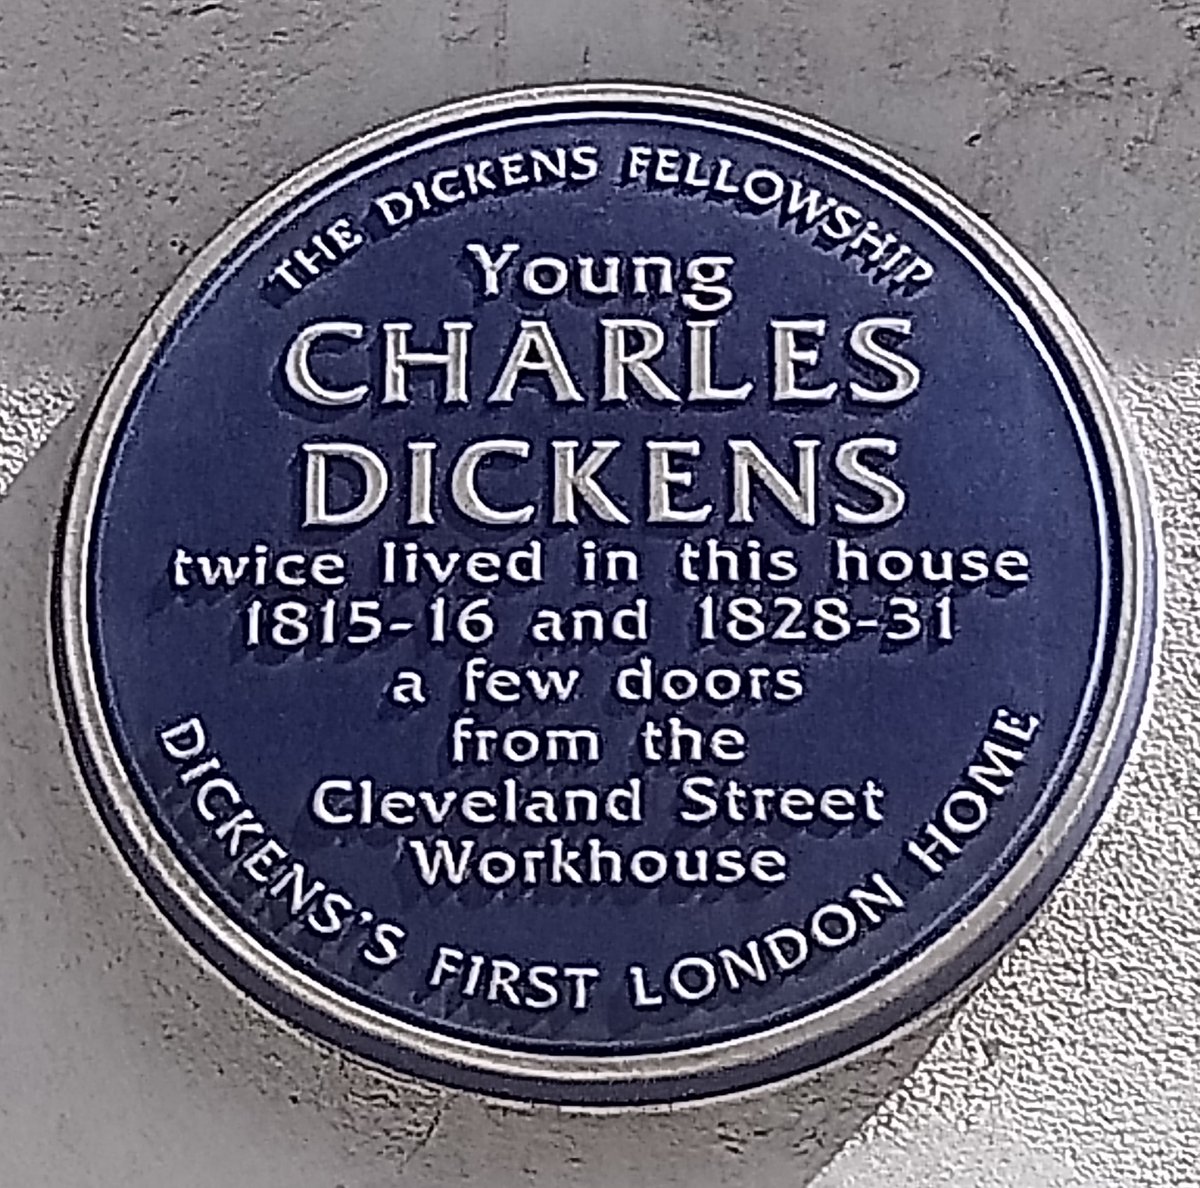 THE DICKENS FELLOWSHIP
Young
CHARLES
DICKENS
twice lived in this house
1815-16 and 1828-31
a few doors
from the
Cleveland Street
Workhouse
DICKENS'S FIRST LONDON HOME